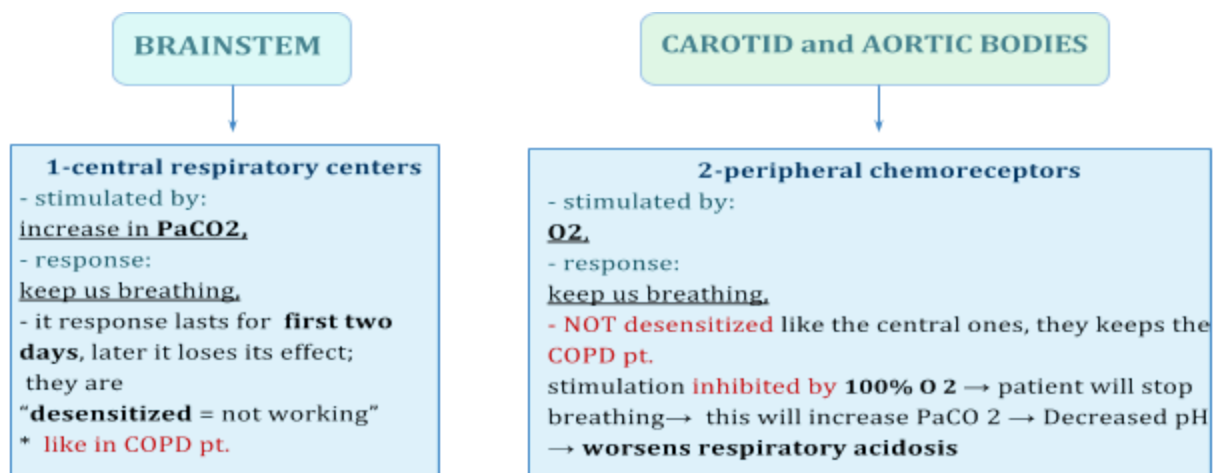 BRAINSTEM
1-central respiratory centers
- stimulated by:
increase in PaCO2,
- response:
keep us breathing,
- it response lasts for first two
days, later it loses its effect;
they are
“desensitized = not working”
* like in COPD pt.
CAROTID and AORTIC BODIES
2-peripheral chemoreceptors
- stimulated by:
O2,
- response:
keep us breathing,
- NOT desensitized like the central ones, they keeps the
COPD pt.
stimulation inhibited by 100% O 2 → patient will stop
breathing→ this will increase PaCO 2 → Decreased pH
→ worsens respiratory acidosis